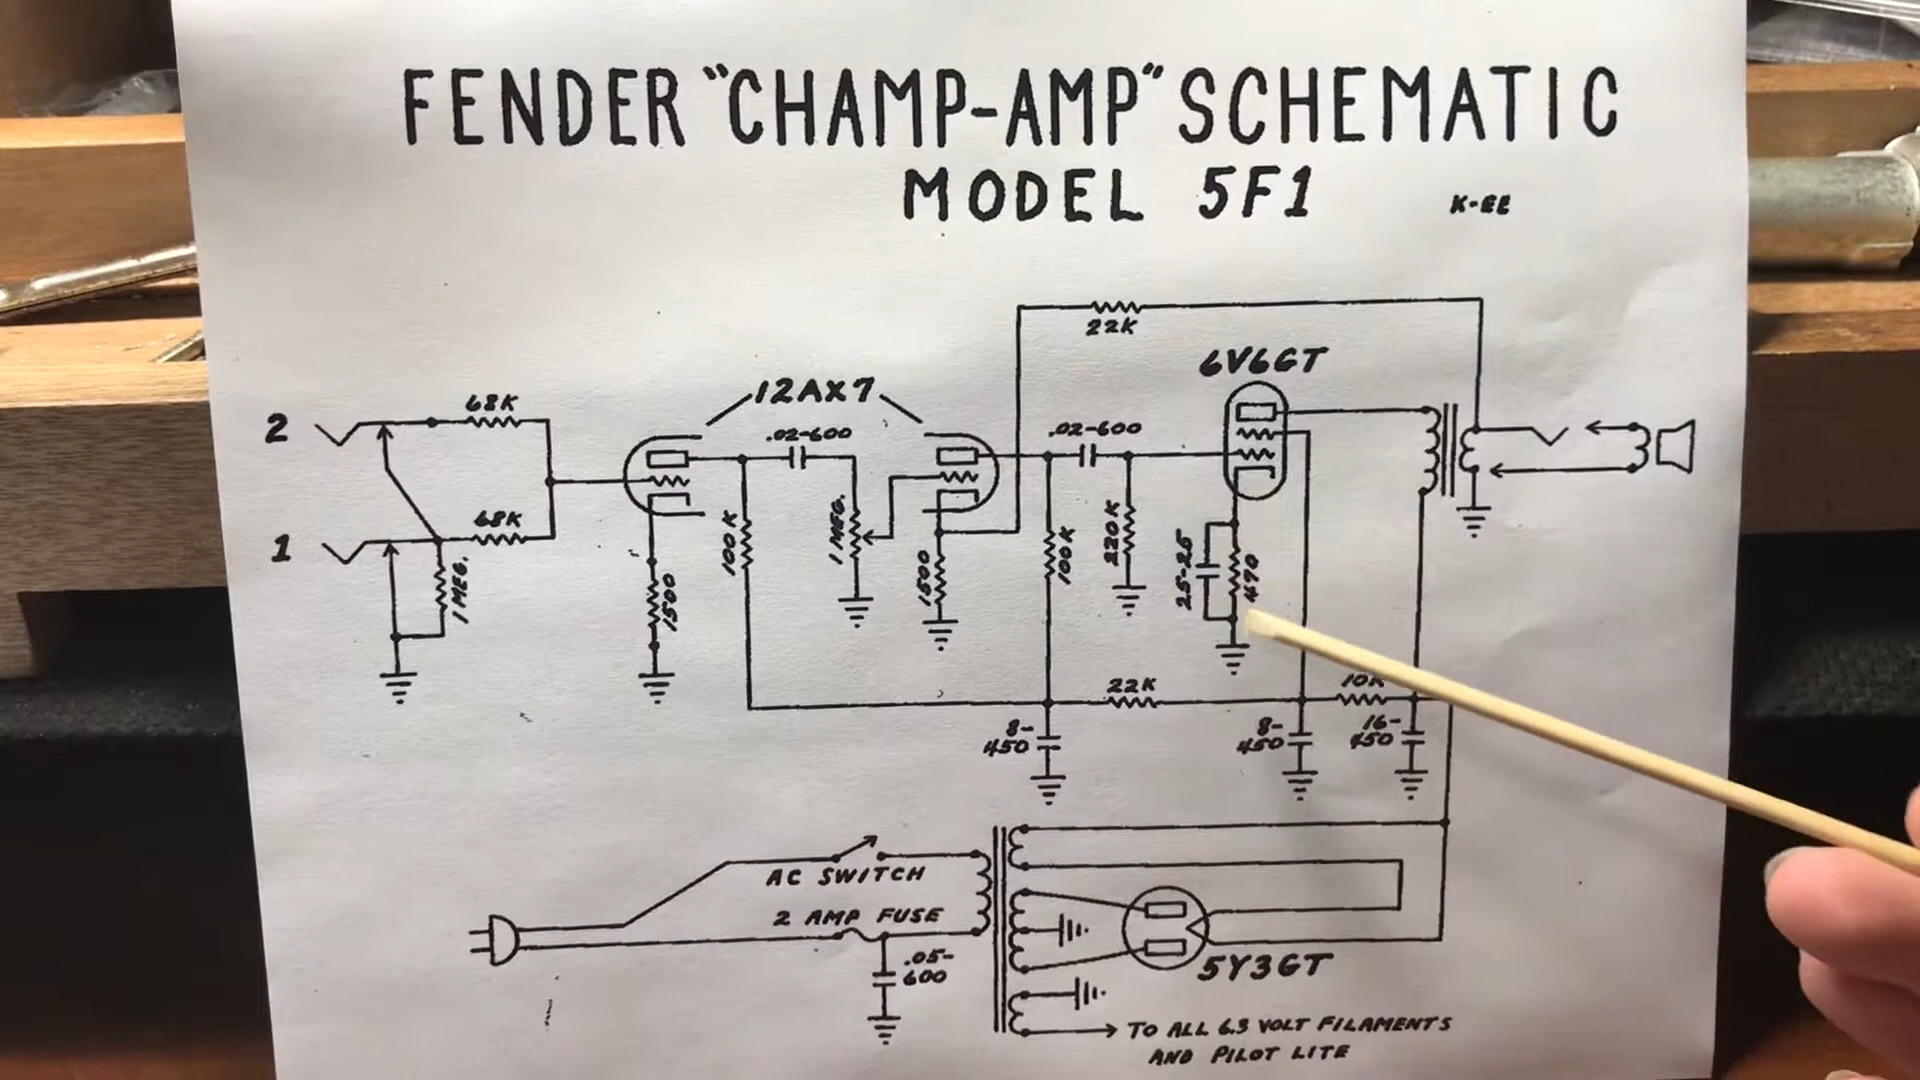 FENDER "CHAMP-AMP" SCHEMATIC
MODEL 5F1
K-EE
22K
6V6GT
12AX7
2
68K
.02-600
.02-600
1
68K
1 MEG.
1500
100K
1 MEG.
1500
100K
220K
25-25
470
22K
10K
8-
450
8-
450
16-
450
AC SWITCH
2 AMP FUSE
.05-
600
5Y3GT
TO ALL 6.3 VOLT FILAMENTS
AND PILOT LITE